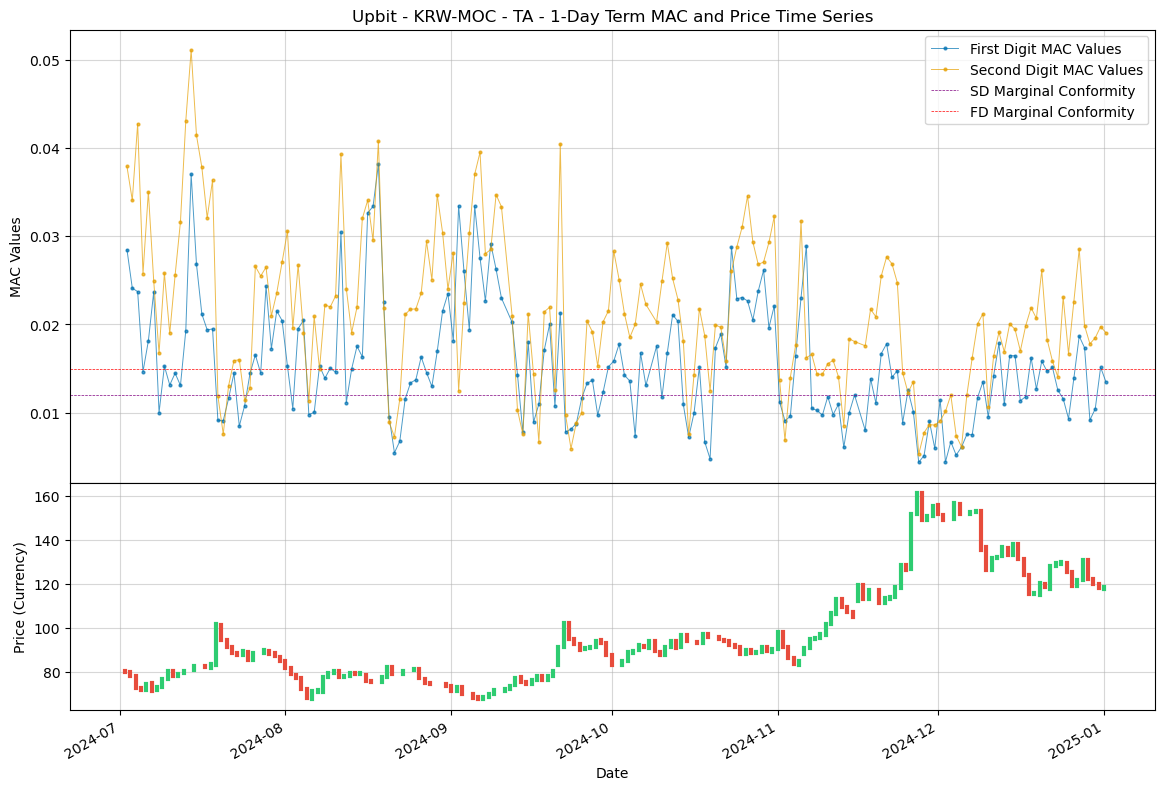 Upbit - KRW-MOC - TA - 1-Day Term MAC and Price Time Series
First Digit MAC Values
Second Digit MAC Values
SD Marginal Conformity
FD Marginal Conformity
MAC Values
0.05
0.04
0.03
0.02
0.01
Price (Currency)
160
140
120
100
80
2024-07
2024-08
2024-09
2024-10
2024-11
2024-12
2025-01
Date